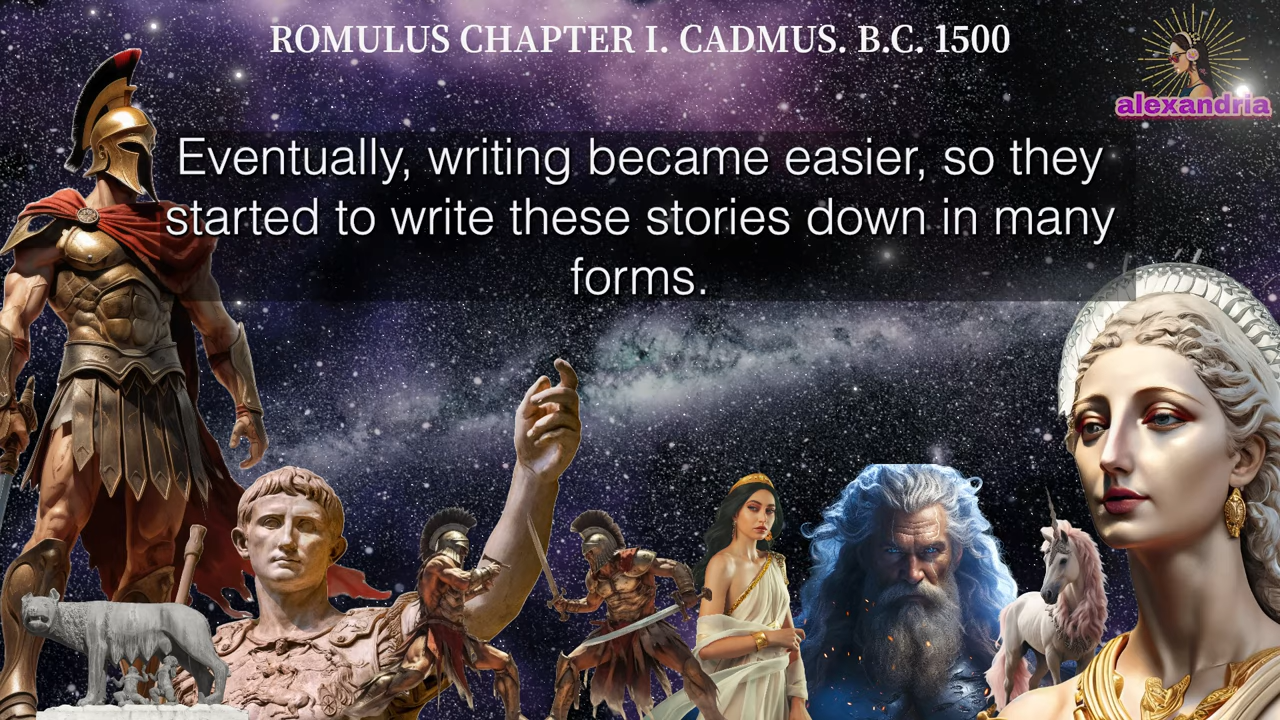 ROMULUS CHAPTER I. CADMUS. B.C. 1500
alexandria
Eventually, writing became easier, so they
started to write these stories down in many
forms.